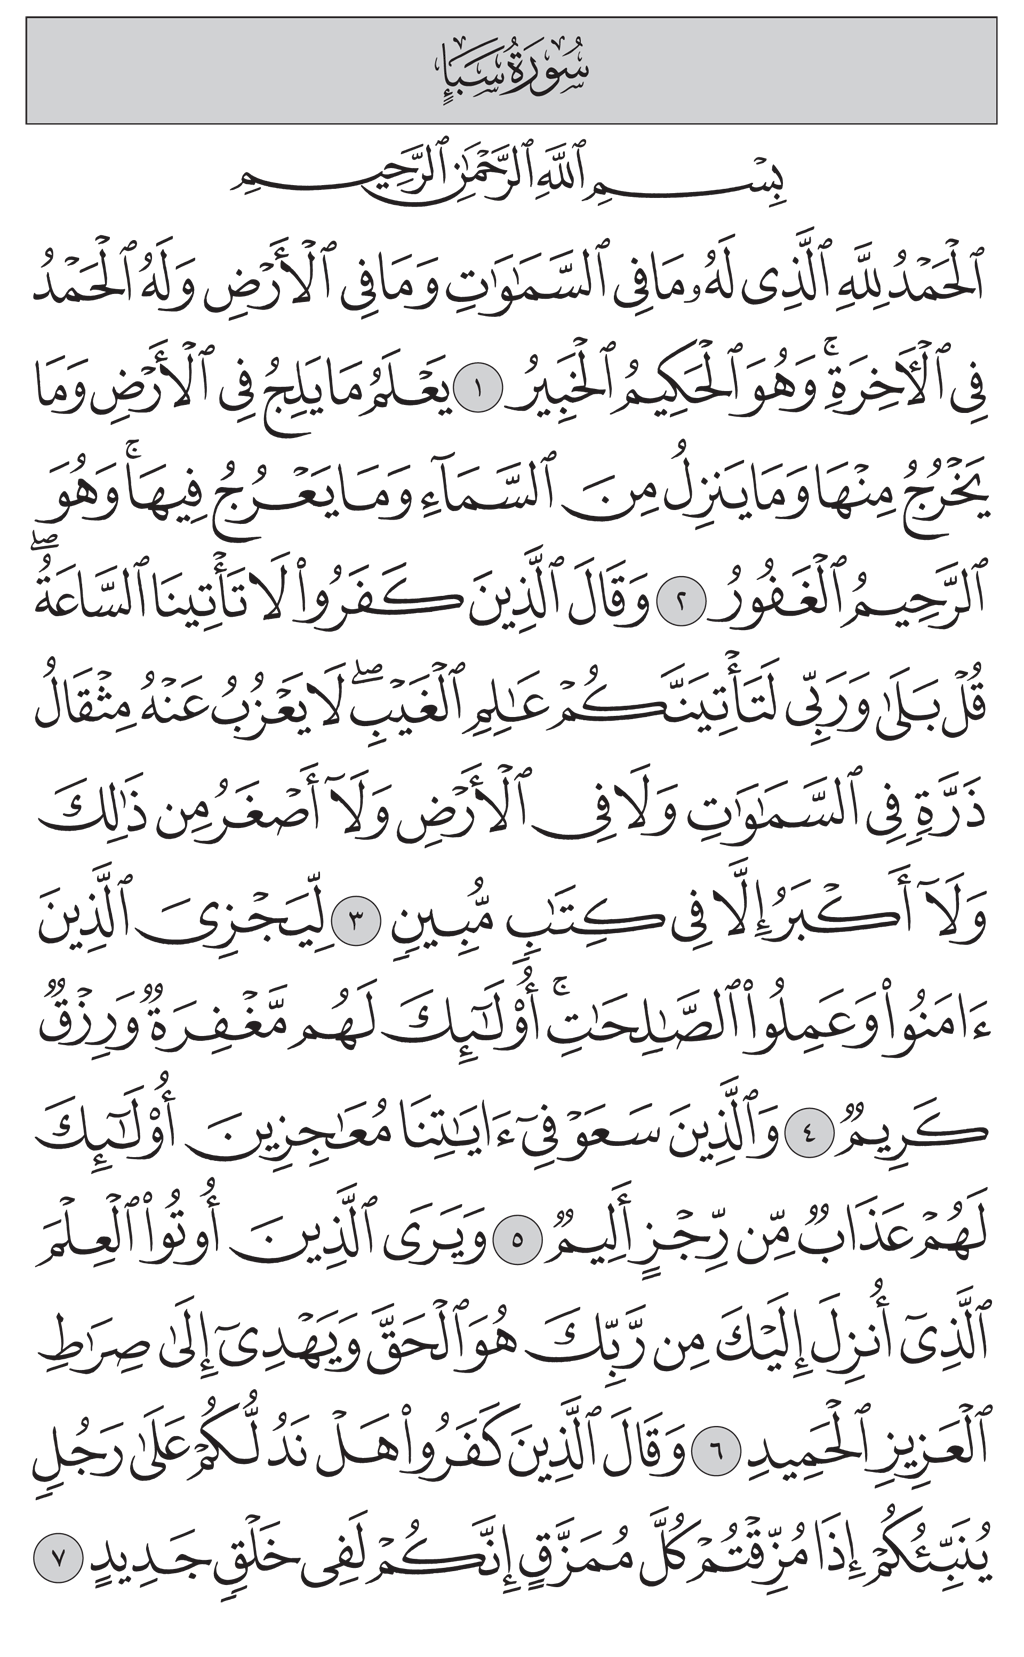 سُورَةُ سَبَإٍ
بِسْمِ ٱللَّهِ ٱلرَّحْمَٰنِ ٱلرَّحِيمِ
ٱلْحَمْدُ لِلَّهِ ٱلَّذِى لَهُۥ مَا فِى ٱلسَّمَٰوَٰتِ وَمَا فِى ٱلْأَرْضِ وَلَهُ ٱلْحَمْدُ
فِى ٱلْـَٔاخِرَةِ ۚ وَهُوَ ٱلْحَكِيمُ ٱلْخَبِيرُ ١ يَعْلَمُ مَا يَلِجُ فِى ٱلْأَرْضِ وَمَا
يَخْرُجُ مِنْهَا وَمَا يَنزِلُ مِنَ ٱلسَّمَآءِ وَمَا يَعْرُجُ فِيهَا ۚ وَهُوَ
ٱلرَّحِيمُ ٱلْغَفُورُ ٢ وَقَالَ ٱلَّذِينَ كَفَرُوا۟ لَا تَأْتِينَا ٱلسَّاعَةُ ۖ
قُلْ بَلَىٰ وَرَبِّى لَتَأْتِيَنَّكُمْ عَٰلِمِ ٱلْغَيْبِ ۖ لَا يَعْزُبُ عَنْهُ مِثْقَالُ
ذَرَّةٍ فِى ٱلسَّمَٰوَٰتِ وَلَا فِى ٱلْأَرْضِ وَلَآ أَصْغَرُ مِن ذَٰلِكَ
وَلَآ أَكْبَرُ إِلَّا فِى كِتَٰبٍ مُّبِينٍ ٣ لِّيَجْزِىَ ٱلَّذِينَ
ءَامَنُوا۟ وَعَمِلُوا۟ ٱلصَّٰلِحَٰتِ ۚ أُو۟لَٰٓئِكَ لَهُم مَّغْفِرَةٌ وَرِزْقٌ
كَرِيمٌ ٤ وَٱلَّذِينَ سَعَوْ فِىٓ ءَايَٰتِنَا مُعَٰجِزِينَ أُو۟لَٰٓئِكَ
لَهُمْ عَذَابٌ مِّن رِّجْزٍ أَلِيمٌ ٥ وَيَرَى ٱلَّذِينَ أُوتُوا۟ ٱلْعِلْمَ
ٱلَّذِىٓ أُنزِلَ إِلَيْكَ مِن رَّبِّكَ هُوَ ٱلْحَقَّ وَيَهْدِىٓ إِلَىٰ صِرَٰطِ
ٱلْعَزِيزِ ٱلْحَمِيدِ ٦ وَقَالَ ٱلَّذِينَ كَفَرُوا۟ هَلْ نَدُلُّكُمْ عَلَىٰ رَجُلٍ
يُنَبِّئُكُمْ إِذَا مُزِّقْتُمْ كُلَّ مُمَزَّقٍ إِنَّكُمْ لَفِى خَلْقٍ جَدِيدٍ ٧